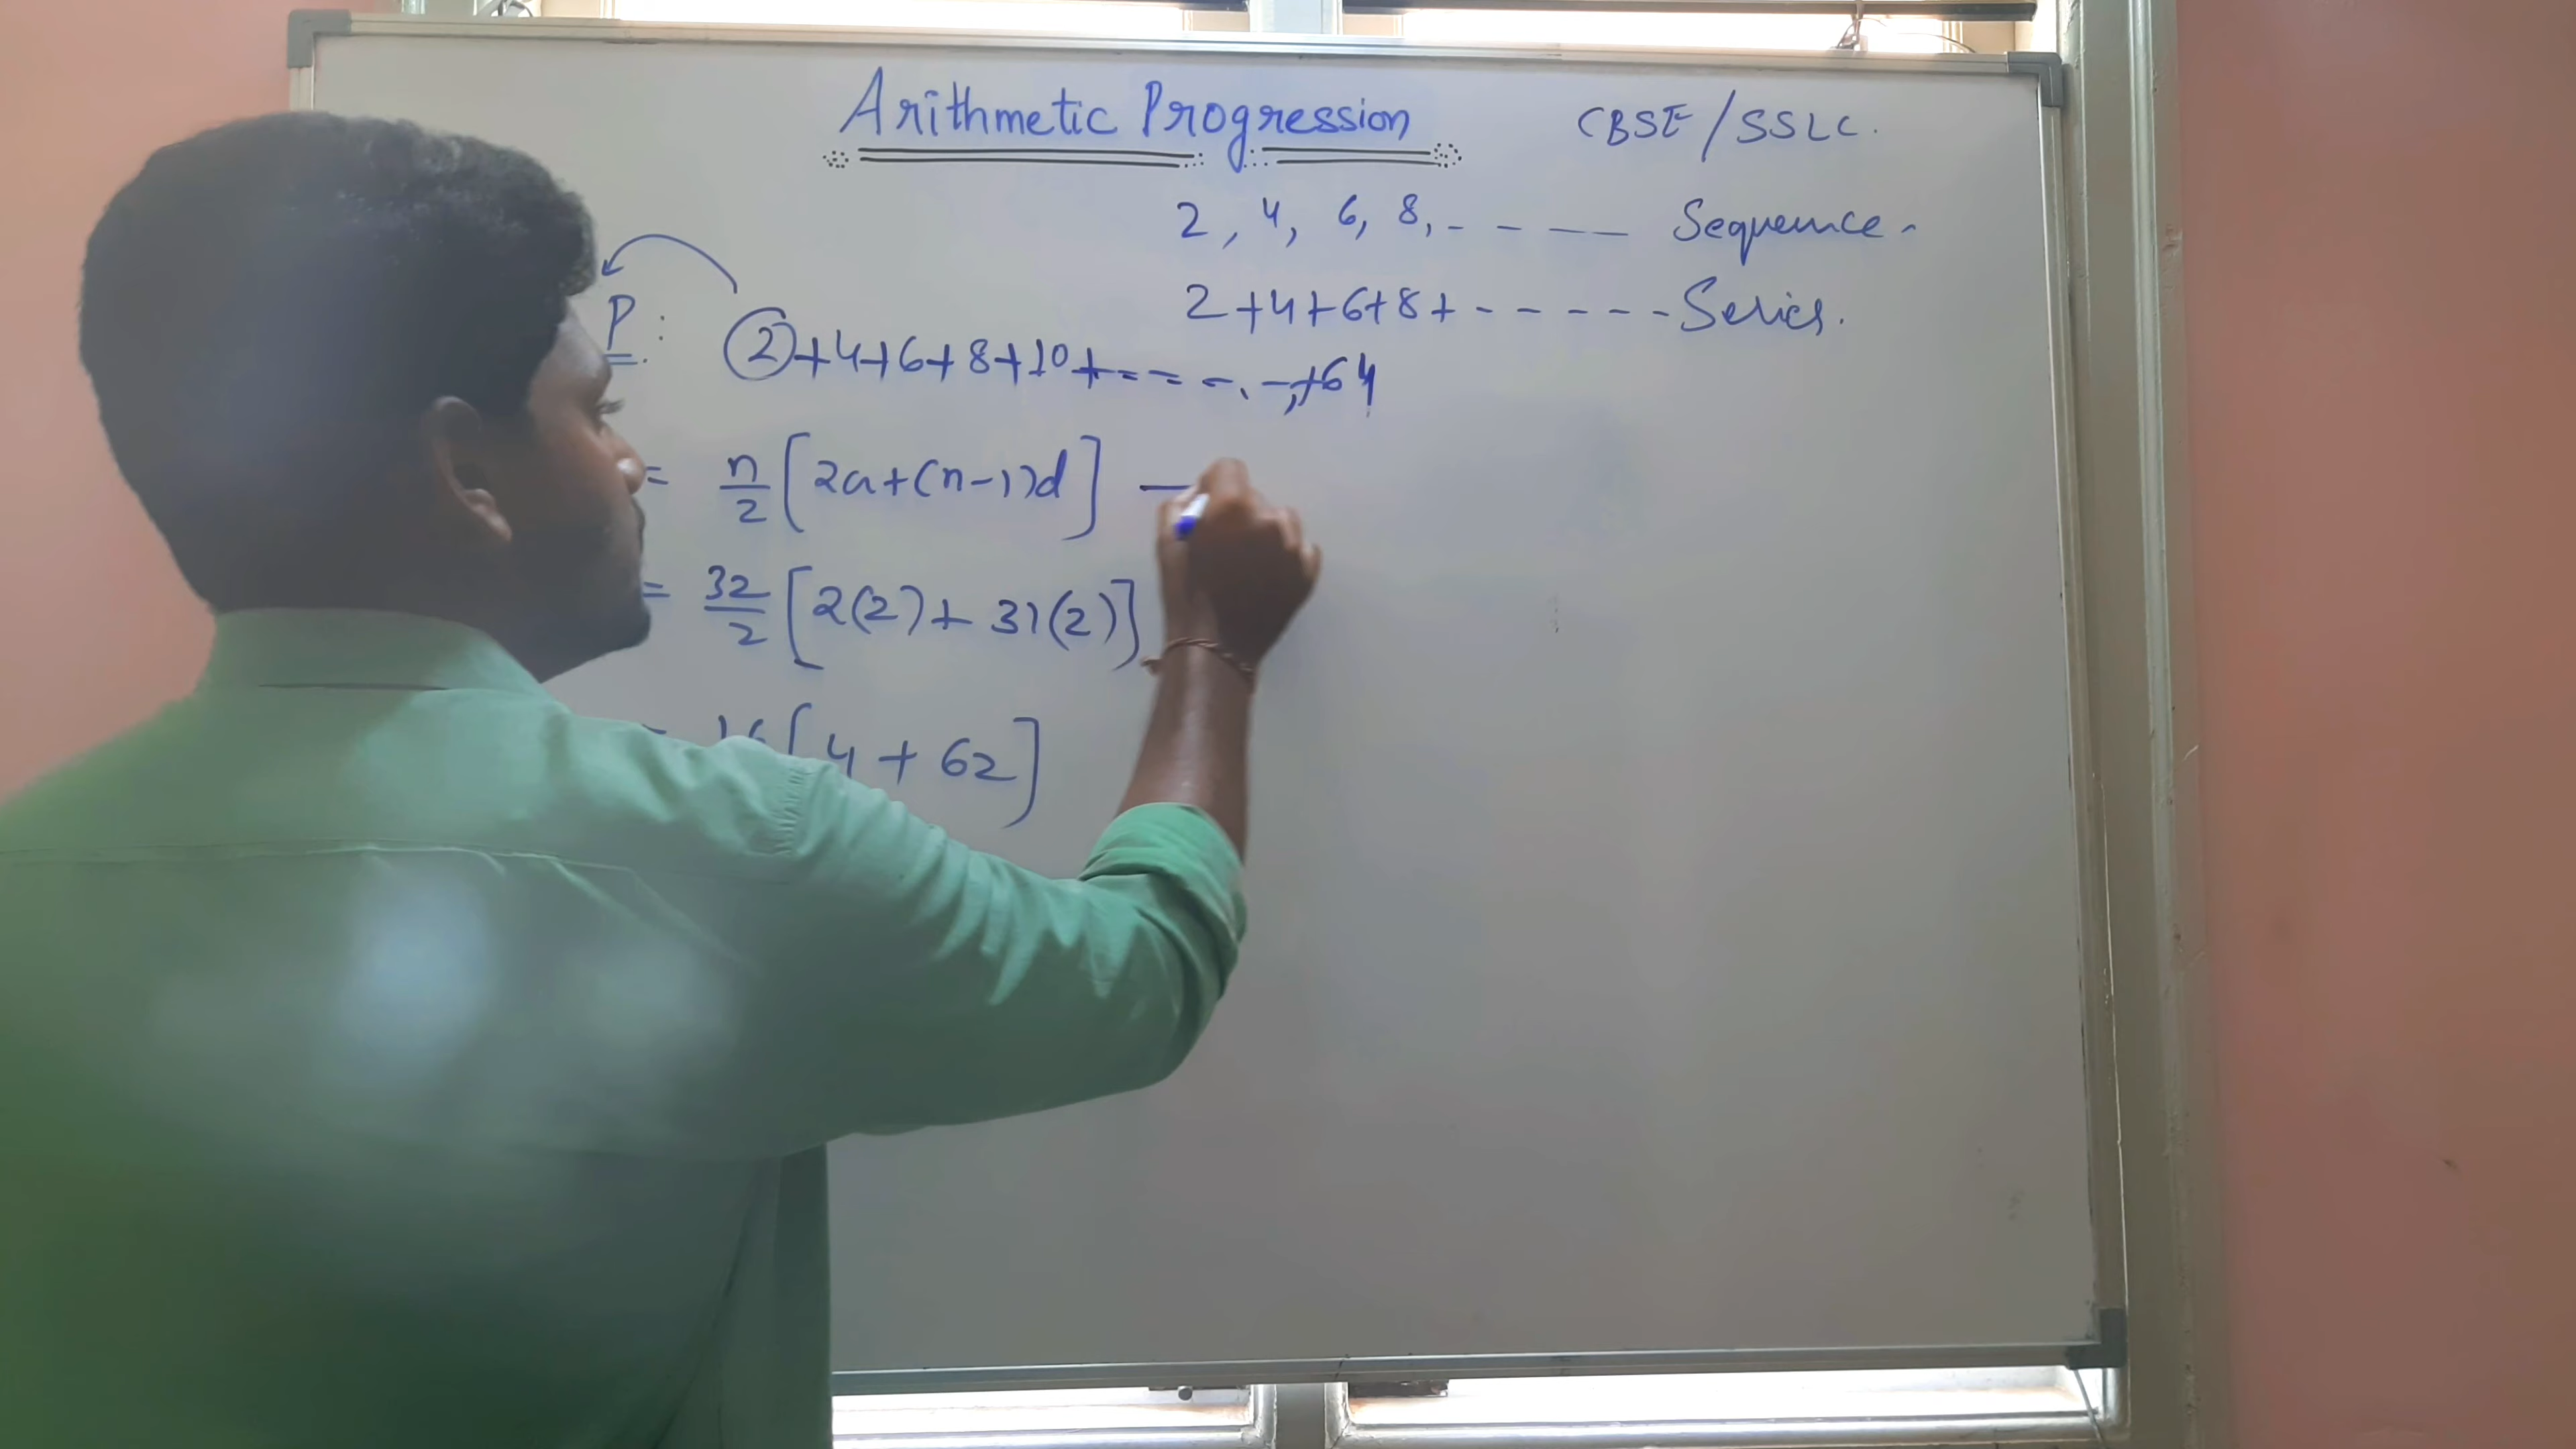 Arithmetic Progression
CBSE / SSLC.
2, 4, 6, 8, - - — — Sequence.
2+4+6+8+ - - - - - Series.
P: 2+4+6+8+10+ - - - - ,+64
= n/2 [2a+(n-1)d] —
= 32/2 [2(2)+31(2)]
= 16[4+62]